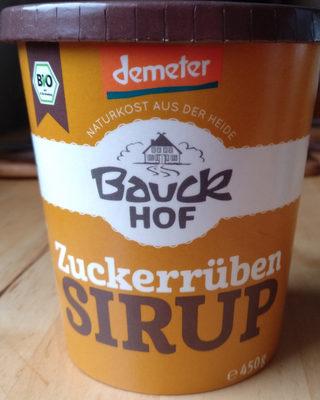 demeter
BIO
NATURKOST AUS DER HEIDE
Bauck
HOF
Zuckerrüben
SIRUP
℮ 450g